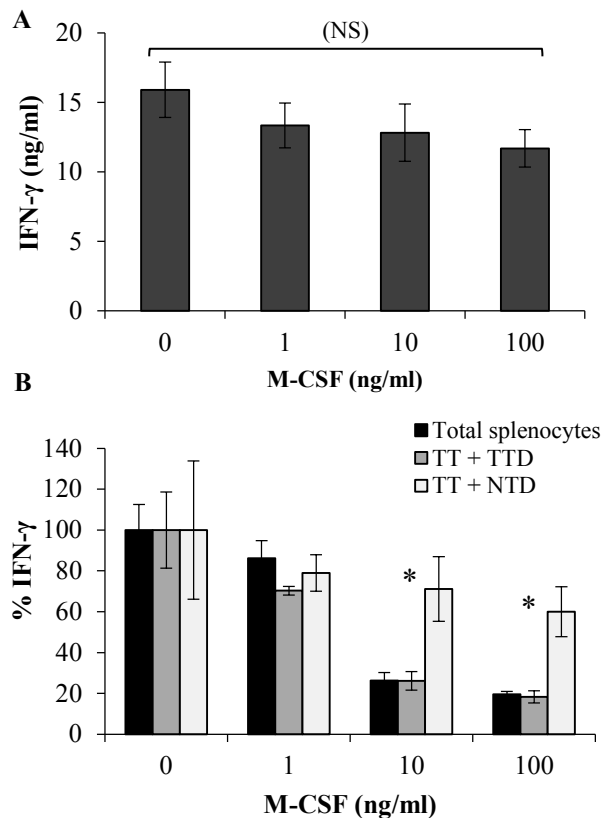 A
(NS)
IFN-γ (ng/ml)
20
15
10
5
0
0 1 10 100
M-CSF (ng/ml)
B
Total splenocytes
TT + TTD
TT + NTD
% IFN-γ
140
120
100
80
60
40
20
0
* *
0 1 10 100
M-CSF (ng/ml)